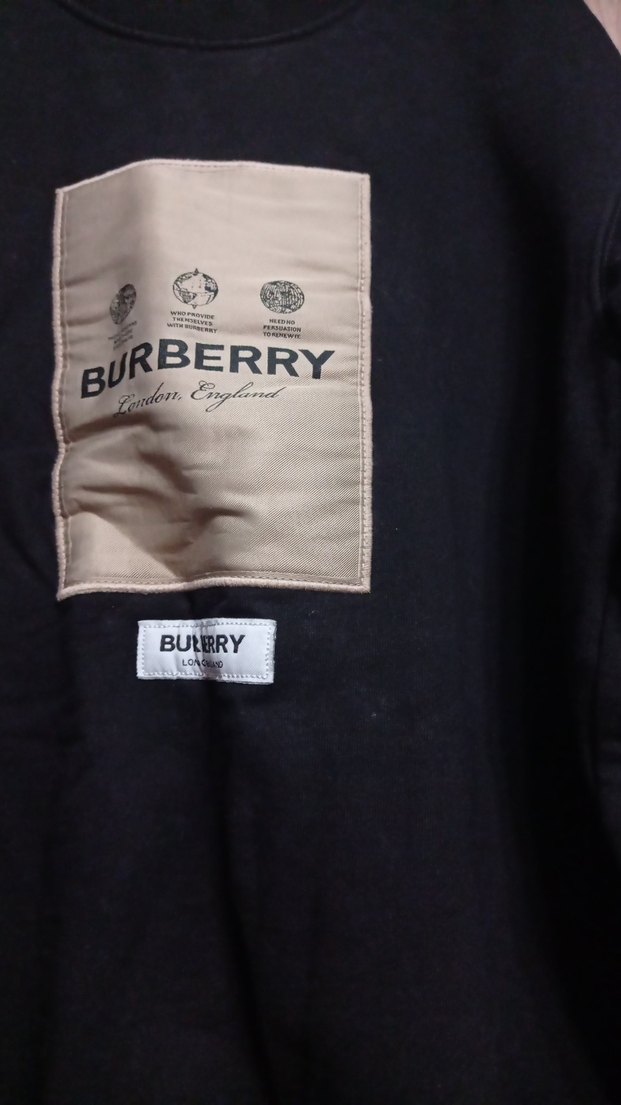 WHO PROVIDE
THEMSELVES
WITH BURBERRY
NEED NO
PERSUASION
TO RENEW IT.
BURBERRY
London, England
BURBERRY